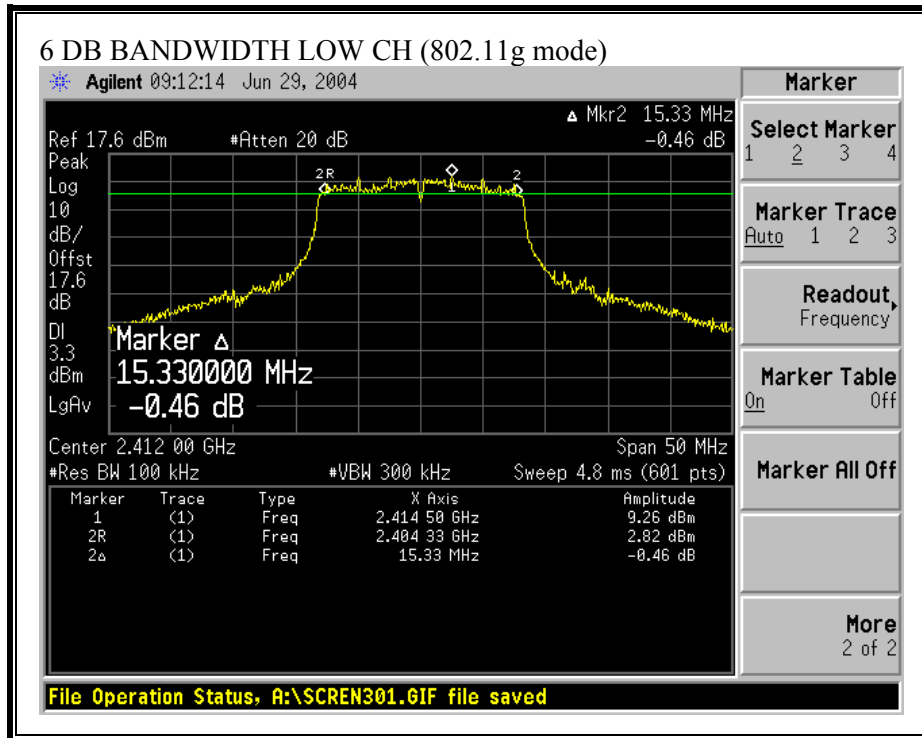 6 DB BANDWIDTH LOW CH (802.11g mode)
Agilent 09:12:14 Jun 29, 2004
Δ Mkr2 15.33 MHz
Ref 17.6 dBm #Atten 20 dB -0.46 dB
Peak
Log
10
dB/
Offst
17.6
dB
DI
3.3
dBm
LgAv
2R
2
1
Marker Δ
15.330000 MHz
-0.46 dB
Center 2.412 00 GHz Span 50 MHz
#Res BW 100 kHz #VBW 300 kHz Sweep 4.8 ms (601 pts)
Marker Trace Type X Axis Amplitude
1 (1) Freq 2.414 50 GHz 9.26 dBm
2R (1) Freq 2.404 33 GHz 2.82 dBm
2Δ (1) Freq 15.33 MHz -0.46 dB
File Operation Status, A:\SCREN301.GIF file saved
Marker
Select Marker
1 2 3 4
Marker Trace
Auto 1 2 3
Readout
Frequency
Marker Table
On Off
Marker All Off
More
2 of 2